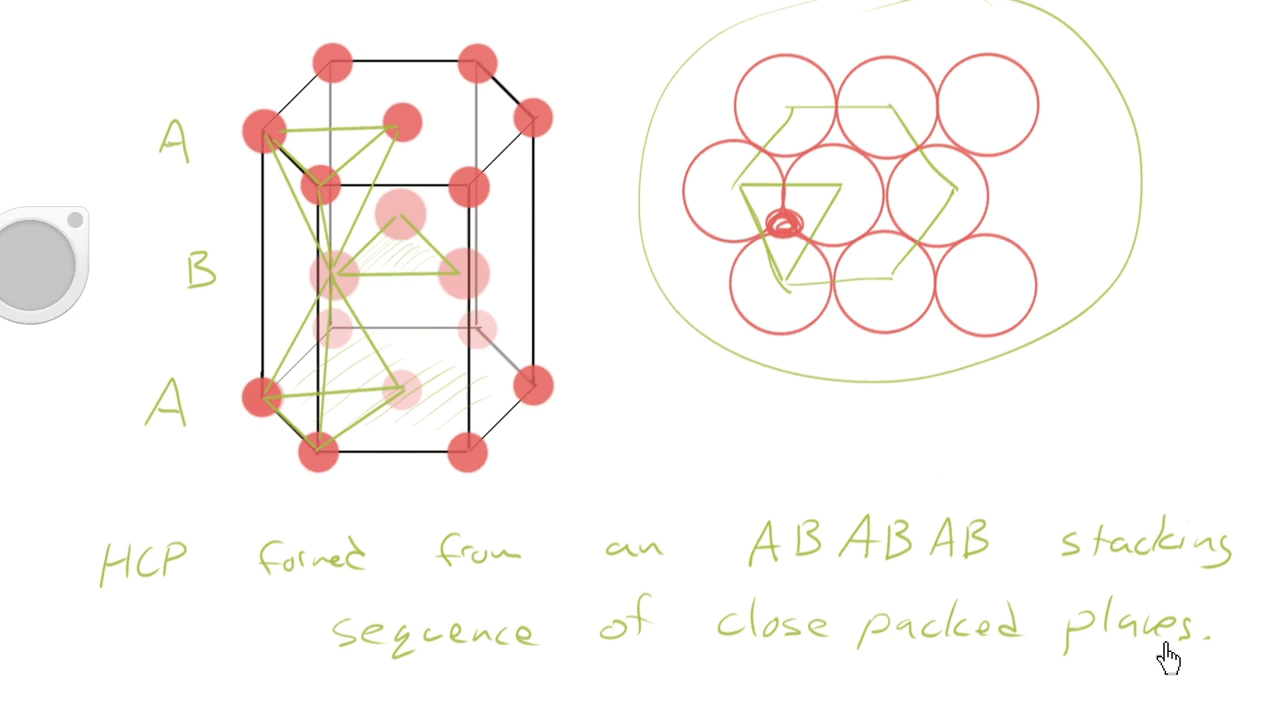 A
B
A
HCP formed from an ABABAB stacking
sequence of close packed planes.